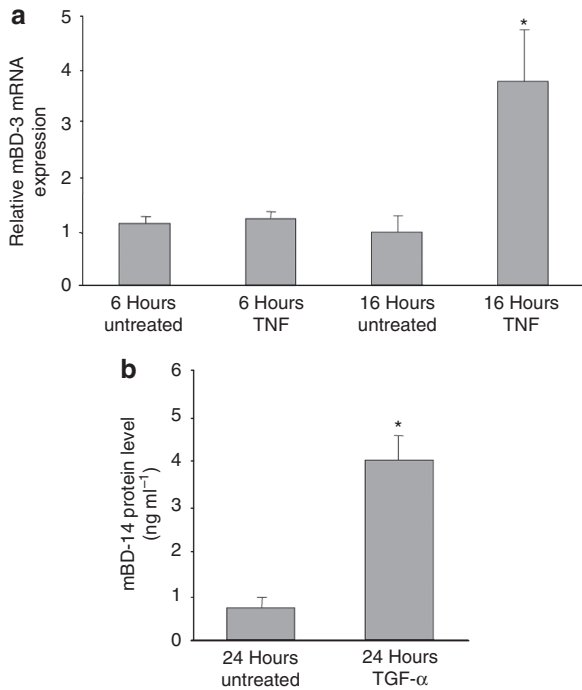 a
Relative mBD-3 mRNA
expression
5
4
3
2
1
0
*
6 Hours
untreated
6 Hours
TNF
16 Hours
untreated
16 Hours
TNF
b
mBD-14 protein level
(ng ml⁻¹)
6
5
4
3
2
1
0
*
24 Hours
untreated
24 Hours
TGF-α